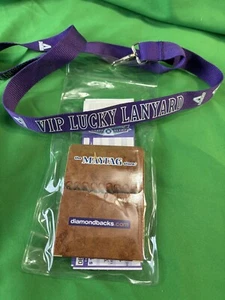 VIP LUCKY LANYARD
the MAYTAG store
diamondbacks.com